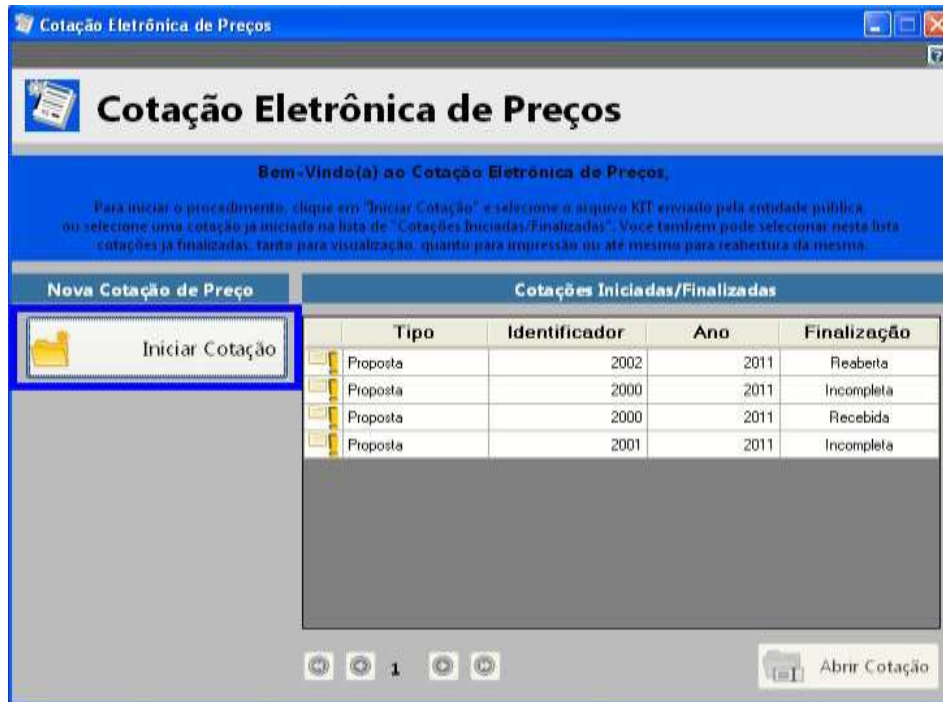 Cotação Eletrônica de Preços
Cotação Eletrônica de Preços
Bem-Vindo(a) ao Cotação Eletrônica de Preços,
Para iniciar o procedimento, clique em "Iniciar Cotação" e selecione o arquivo KIT enviado pela entidade pública
ou selecione uma cotação ja iniciada na lista de "Cotações Iniciadas/Finalizadas". Voce tambem pode selecionar nesta lista
cotações ja finalizadas, tanto para visualização, quanto para impressão ou até mesmo para reabertura da mesma.
Nova Cotação de Preço
Cotações Iniciadas/Finalizadas
Iniciar Cotação
Tipo Identificador Ano Finalização
Proposta 2002 2011 Reaberta
Proposta 2000 2011 Incompleta
Proposta 2000 2011 Recebida
Proposta 2001 2011 Incompleta
1
Abrir Cotação